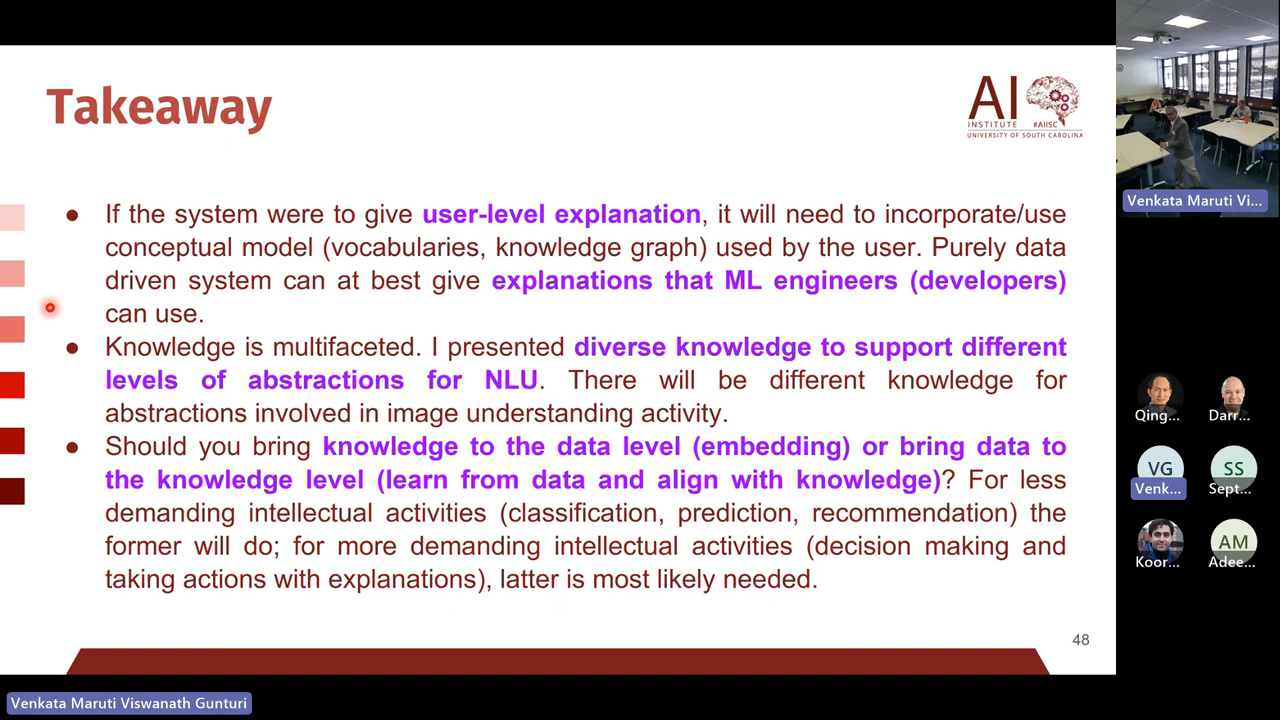 Takeaway
AI
INSTITUTE #AIISC
UNIVERSITY OF SOUTH CAROLINA
● If the system were to give user-level explanation, it will need to incorporate/use
conceptual model (vocabularies, knowledge graph) used by the user. Purely data
driven system can at best give explanations that ML engineers (developers)
can use.
● Knowledge is multifaceted. I presented diverse knowledge to support different
levels of abstractions for NLU. There will be different knowledge for
abstractions involved in image understanding activity.
● Should you bring knowledge to the data level (embedding) or bring data to
the knowledge level (learn from data and align with knowledge)? For less
demanding intellectual activities (classification, prediction, recommendation) the
former will do; for more demanding intellectual activities (decision making and
taking actions with explanations), latter is most likely needed.
48
Venkata Maruti Viswanath Gunturi
Venkata Maruti Vi...
Qing... Darr...
VG SS
Venk... Sept...
AM
Koor... Adee...